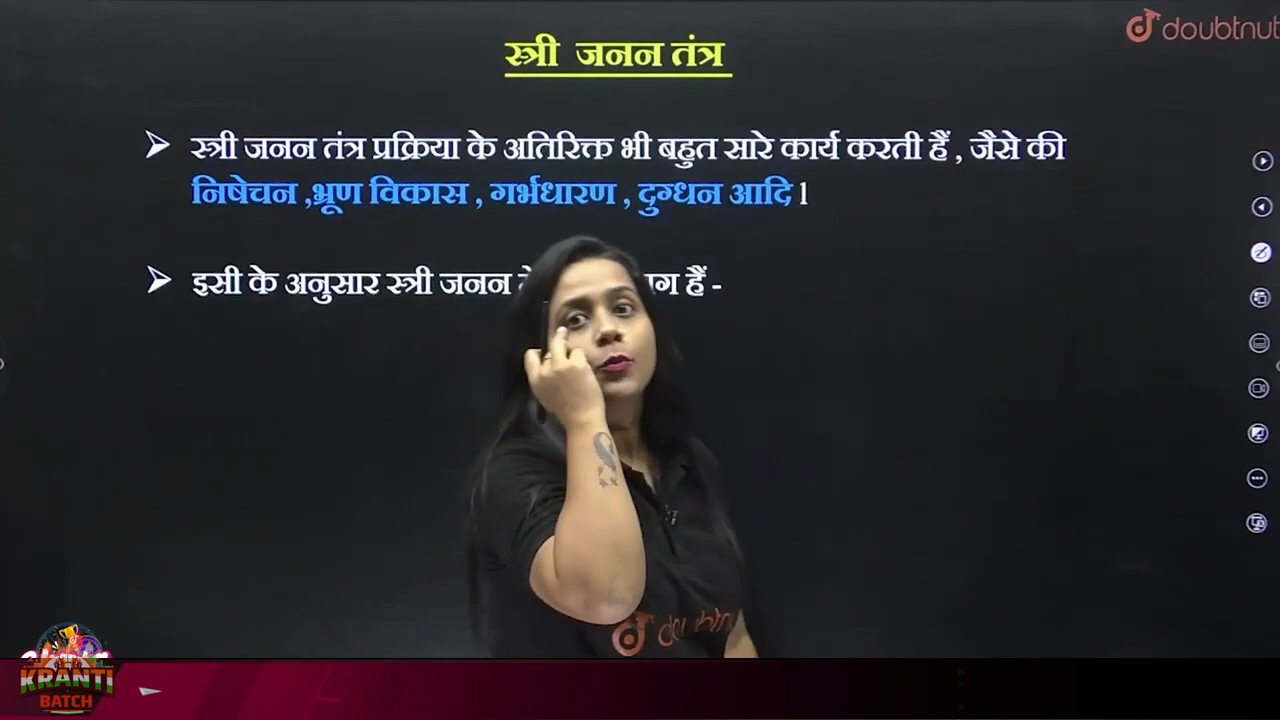 doubtnut
स्त्री जनन तंत्र
स्त्री जनन तंत्र प्रक्रिया के अतिरिक्त भी बहुत सारे कार्य करती हैं , जैसे की
निषेचन ,भ्रूण विकास , गर्भधारण , दुग्धन आदि l
इसी के अनुसार स्त्री जनन हैं -
KRANTI
BATCH